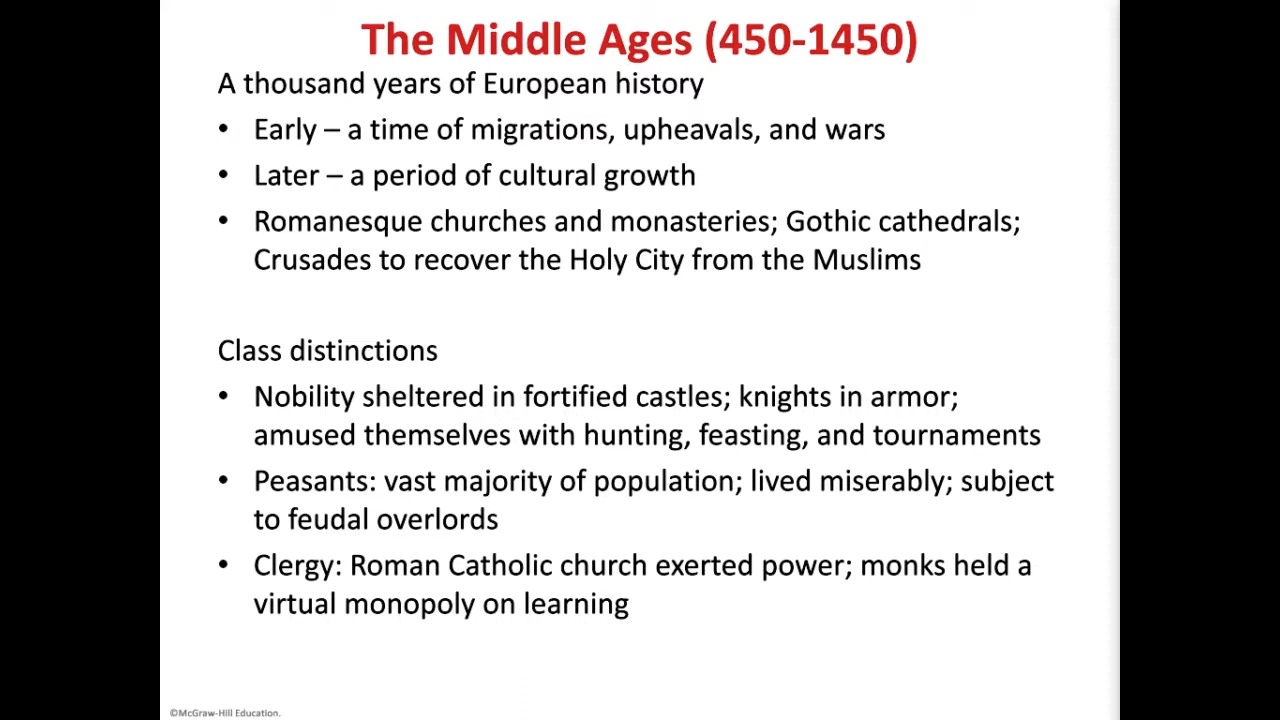 The Middle Ages (450-1450)
A thousand years of European history
• Early – a time of migrations, upheavals, and wars
• Later – a period of cultural growth
• Romanesque churches and monasteries; Gothic cathedrals;
Crusades to recover the Holy City from the Muslims
Class distinctions
• Nobility sheltered in fortified castles; knights in armor;
amused themselves with hunting, feasting, and tournaments
• Peasants: vast majority of population; lived miserably; subject
to feudal overlords
• Clergy: Roman Catholic church exerted power; monks held a
virtual monopoly on learning
©McGraw-Hill Education.